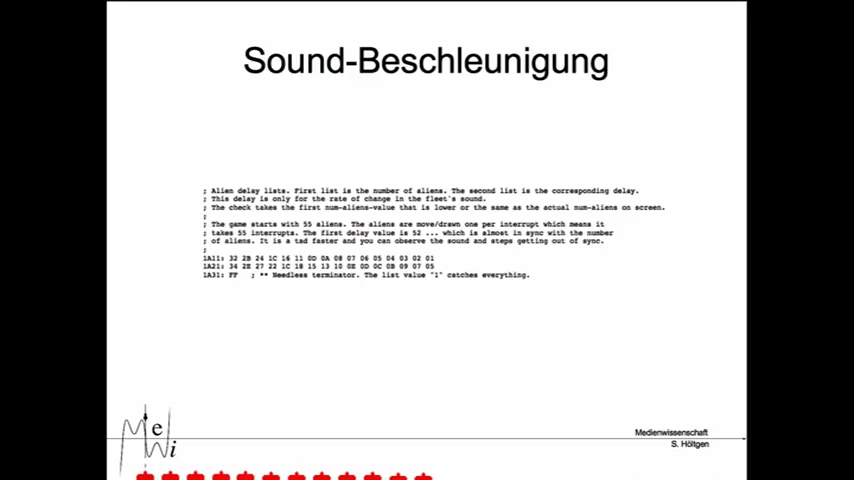 Sound-Beschleunigung
; Alien delay lists. First list is the number of aliens. The second list is the corresponding delay.
; This delay is only for the rate of change in the fleet's sound.
; The check takes the first num-aliens-value that is lower or the same as the actual num-aliens on screen.
;
; The game starts with 55 aliens. The aliens are move/drawn one per interrupt which means it
; takes 55 interrupts. The first delay value is 52 ... which is almost in sync with the number
; of aliens. It is a tad faster and you can observe the sound and steps getting out of sync.
;
1A11: 32 2B 24 1C 16 11 0D 0A 08 07 06 05 04 03 02 01
1A21: 34 2E 27 22 1C 18 15 13 10 0E 0D 0C 0B 09 07 05
1A31: FF ; ** Needless terminator. The list value "1" catches everything.
MeWi
Medienwissenschaft
S. Höltgen